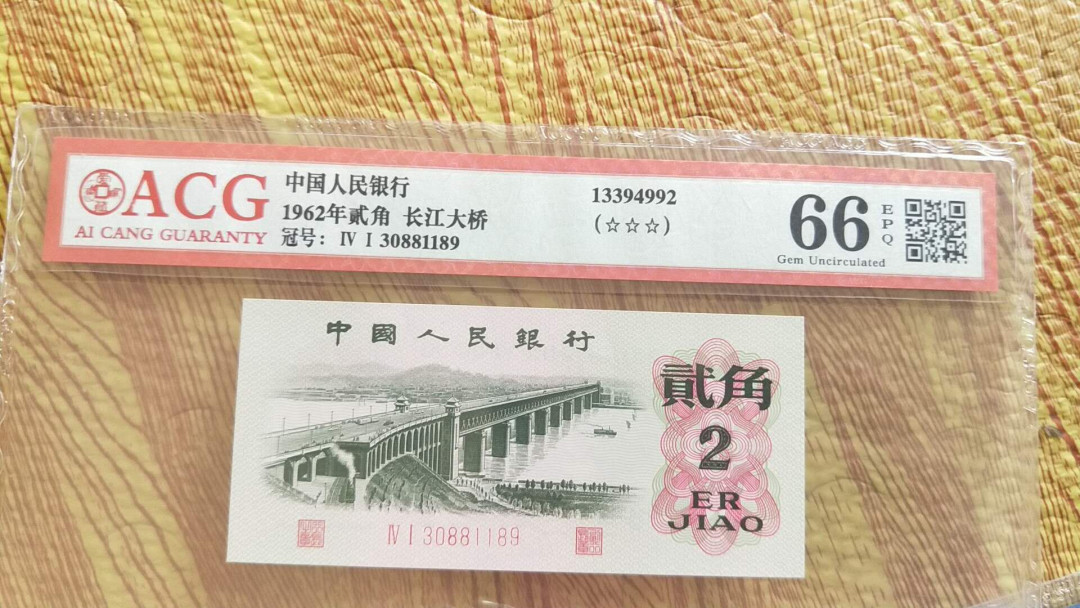 ACG
AI CANG GUARANTY
中国人民银行
1962年贰角 长江大桥
冠号: Ⅳ Ⅰ 30881189
13394992
(☆☆☆)
66
EPQ
Gem Uncirculated
中國人民銀行
貳角
2
ER
JIAO
Ⅳ Ⅰ 30881189